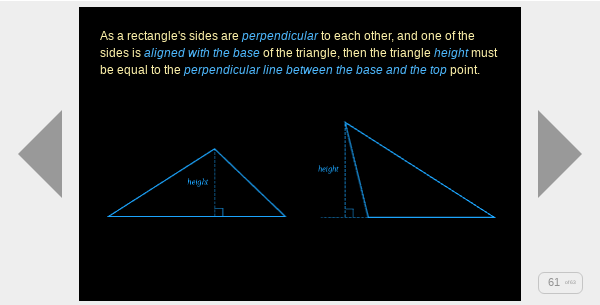 As a rectangle's sides are perpendicular to each other, and one of the
sides is aligned with the base of the triangle, then the triangle height must
be equal to the perpendicular line between the base and the top point.
height
height
61